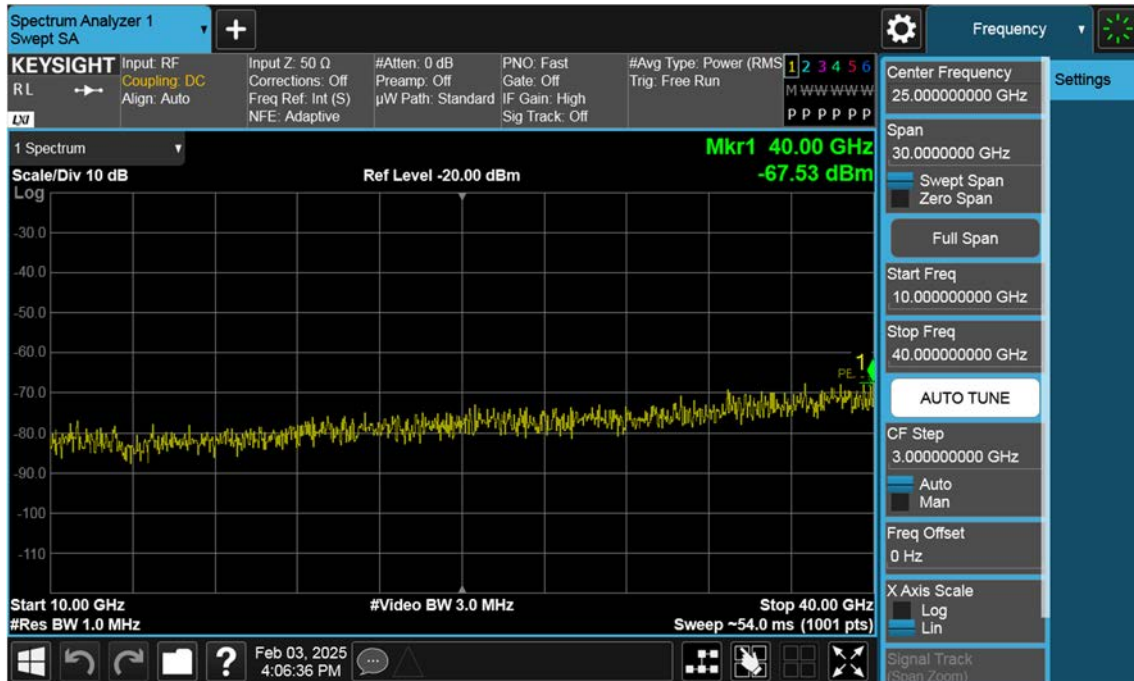 Spectrum Analyzer 1
Swept SA
Frequency
KEYSIGHT
RL
LXI
Input: RF
Coupling: DC
Align: Auto
Input Z: 50 Ω
Corrections: Off
Freq Ref: Int (S)
NFE: Adaptive
#Atten: 0 dB
Preamp: Off
µW Path: Standard
PNO: Fast
Gate: Off
IF Gain: High
Sig Track: Off
#Avg Type: Power (RMS
Trig: Free Run
1 2 3 4 5 6
M W W W W W
P P P P P P
1 Spectrum
Mkr1 40.00 GHz
-67.53 dBm
Scale/Div 10 dB
Ref Level -20.00 dBm
Log
-30.0
-40.0
-50.0
-60.0
-70.0
-80.0
-90.0
-100
-110
1
Start 10.00 GHz
#Video BW 3.0 MHz
Stop 40.00 GHz
#Res BW 1.0 MHz
Sweep ~54.0 ms (1001 pts)
?
Feb 03, 2025
4:06:36 PM
Center Frequency
25.000000000 GHz
Span
30.0000000 GHz
Swept Span
Zero Span
Full Span
Start Freq
10.000000000 GHz
Stop Freq
40.000000000 GHz
AUTO TUNE
CF Step
3.000000000 GHz
Auto
Man
Freq Offset
0 Hz
X Axis Scale
Log
Lin
Signal Track
(Span Zoom)
Settings